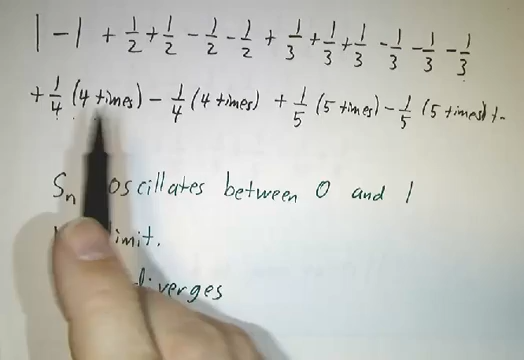 1 - 1 + 1/2 + 1/2 - 1/2 - 1/2 + 1/3 + 1/3 + 1/3 - 1/3 - 1/3 - 1/3
+ 1/4 (4 times) - 1/4 (4 times) + 1/5 (5 times) - 1/5 (5 times) + -
Sn oscillates between 0 and 1
limit.
diverges